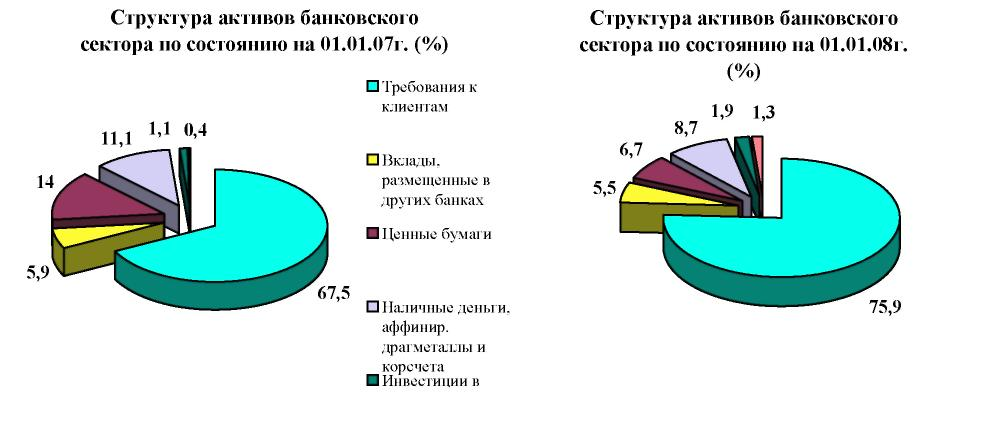 Структура активов банковского
сектора по состоянию на 01.01.07г. (%)
11,1
1,1
0,4
14
5,9
67,5
Требования к
клиентам
Вклады,
размещенные в
других банках
Ценные бумаги
Наличные деньги,
аффинир.
драгметаллы и
корсчета
Инвестиции в
Структура активов банковского
сектора по состоянию на 01.01.08г.
(%)
1,9
1,3
8,7
6,7
5,5
75,9